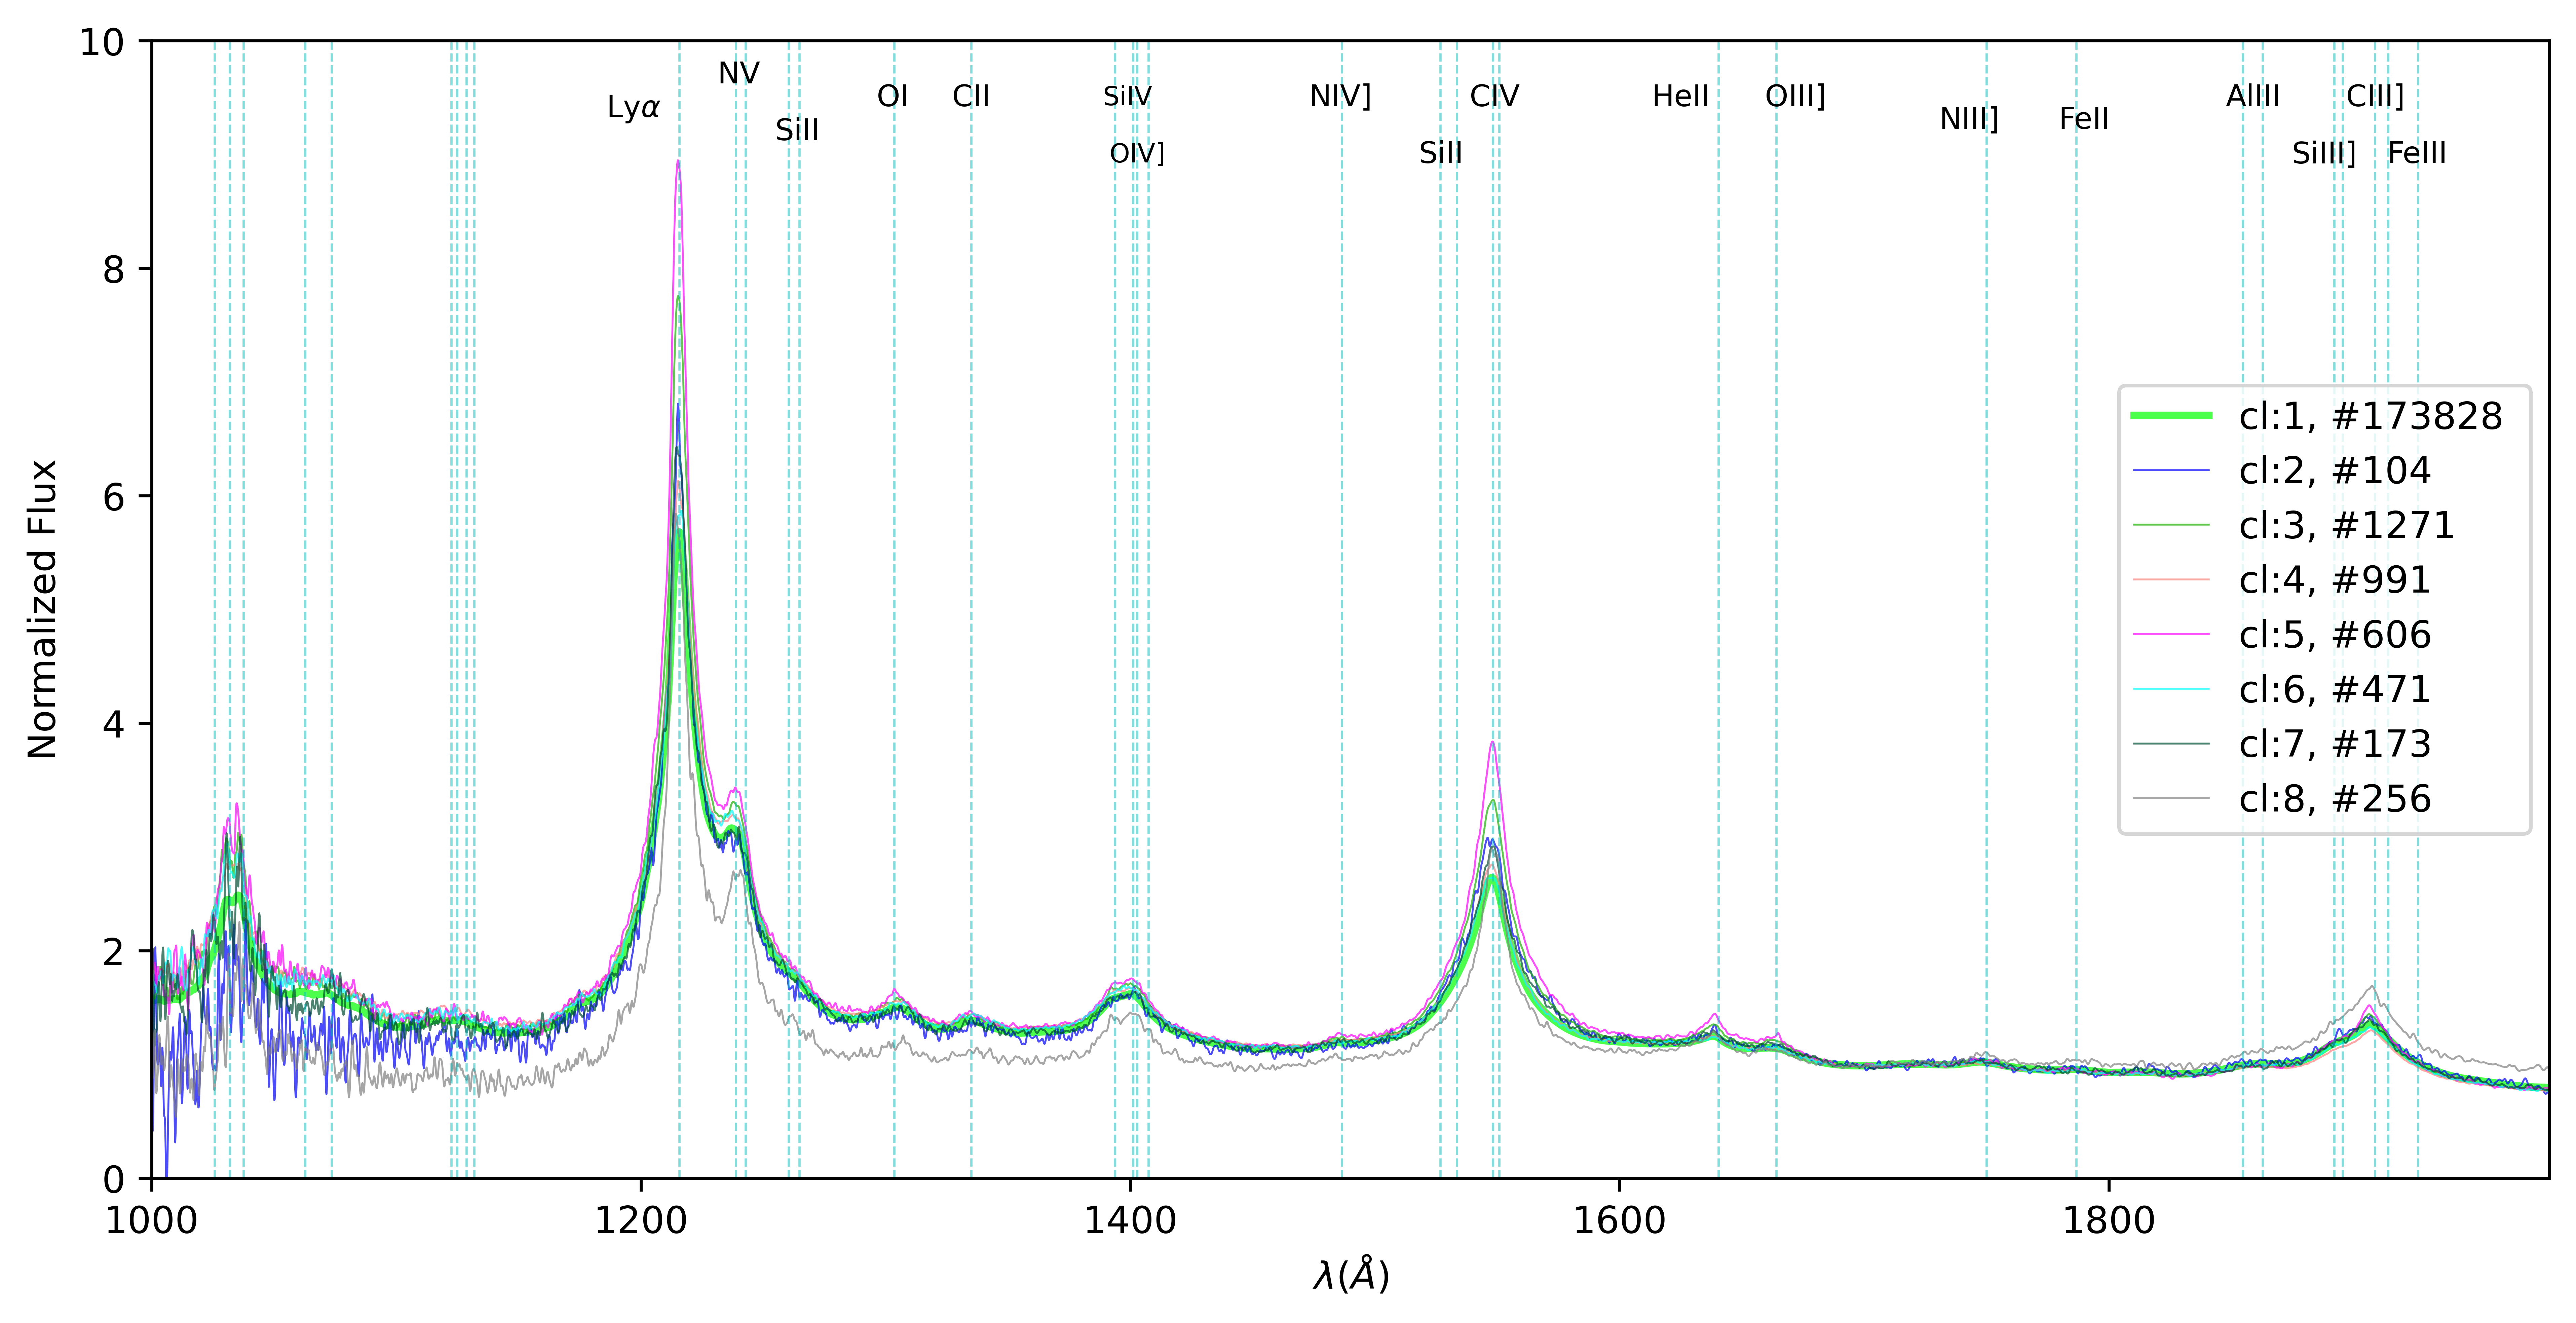 10
8
6
4
2
0
Normalized Flux
NV
Lyα
SiII
OI
CII
SiIV
OIV]
NIV]
SiII
CIV
HeII
OIII]
NIII]
FeII
AlIII
SiIII]
CIII]
FeIII
cl:1, #173828
cl:2, #104
cl:3, #1271
cl:4, #991
cl:5, #606
cl:6, #471
cl:7, #173
cl:8, #256
1000
1200
1400
1600
1800
λ(Å)